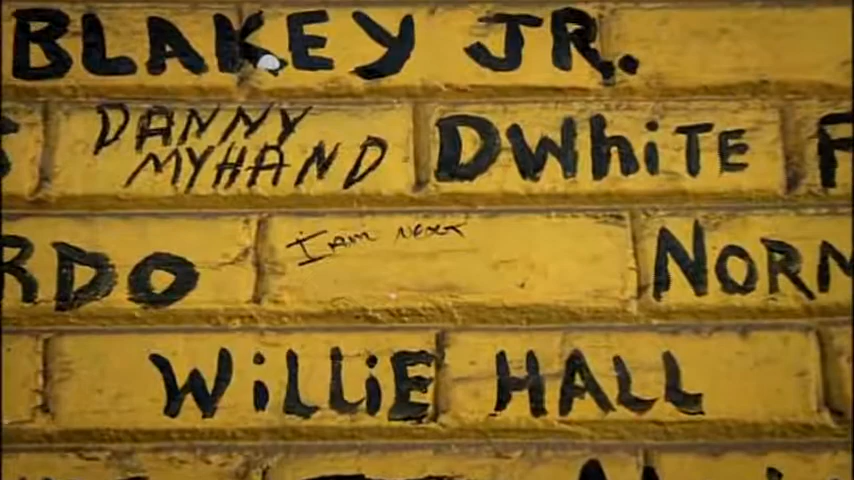 BLAKEY JR.
DANNY
MYHAND
DWhiTE
RDO
I am Next
NORM
WiLLiE HALL